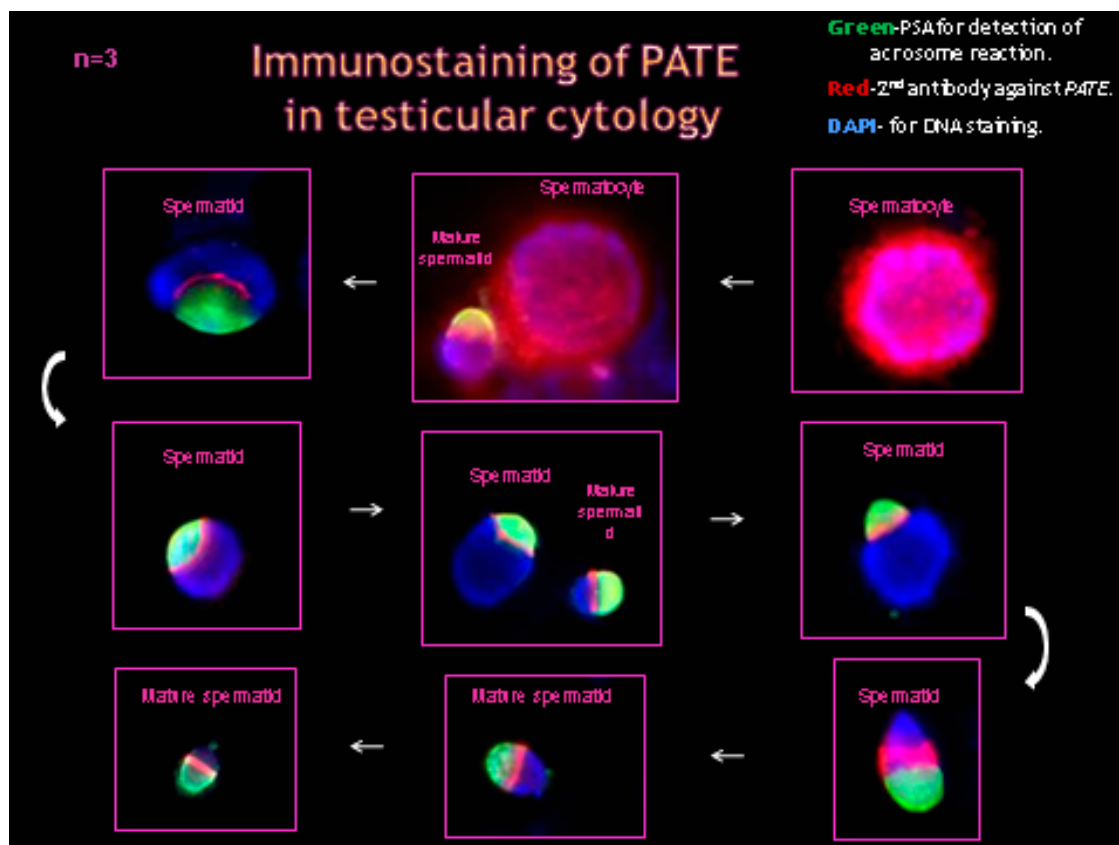 n=3
Immunostaining of PATE
in testicular cytology
Green-PSA for detection of
acrosome reaction.
Red-2nd antibody against PATE.
DAPI- for DNA staining.
Spermatid
Spermatocyte
Mature
spermatid
Spermatocyte
Spermatid
Spermatid
Mature
spermati
d
Spermatid
Mature spermatid
Mature spermatid
Spermatid